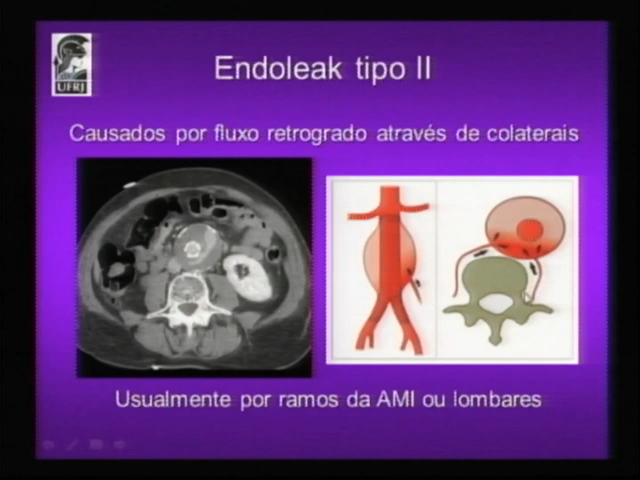 UFRJ
Endoleak tipo II
Causados por fluxo retrogrado através de colaterais
Usualmente por ramos da AMI ou lombares